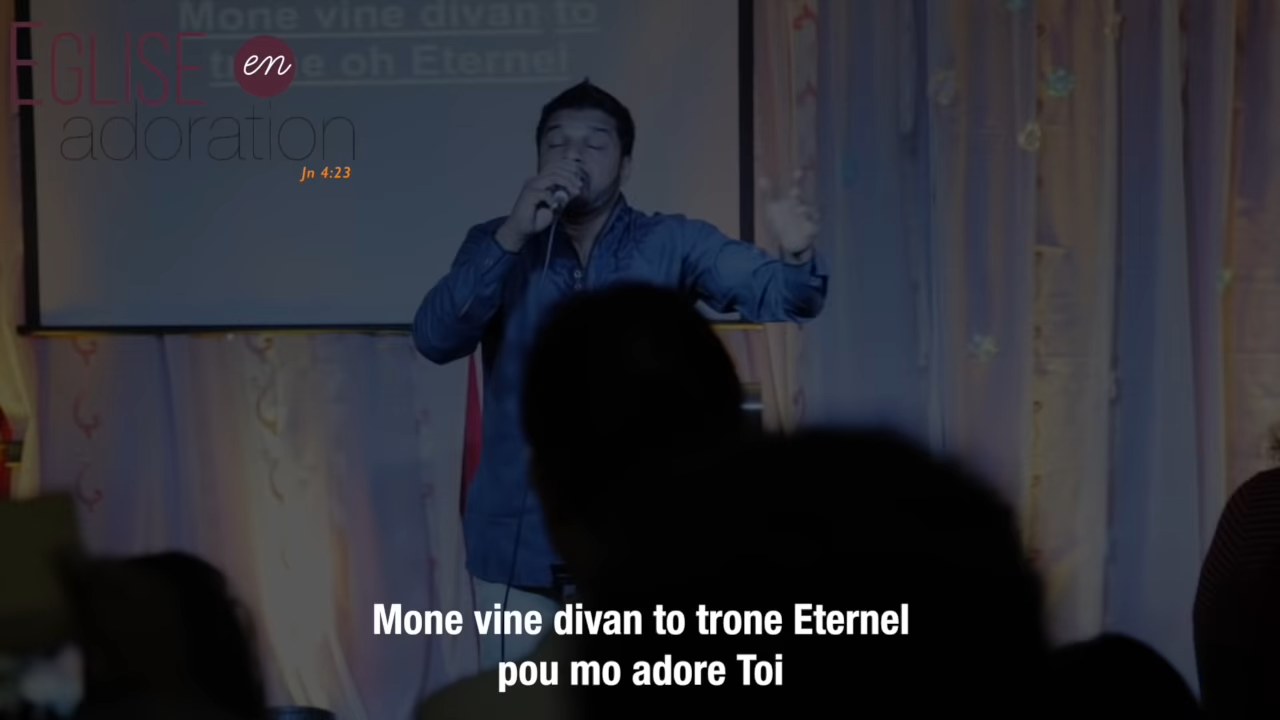 Mone vine divan to
trone oh Eternel
EGLISE en
adoration
Jn 4:23
Mone vine divan to trone Eternel
pou mo adore Toi